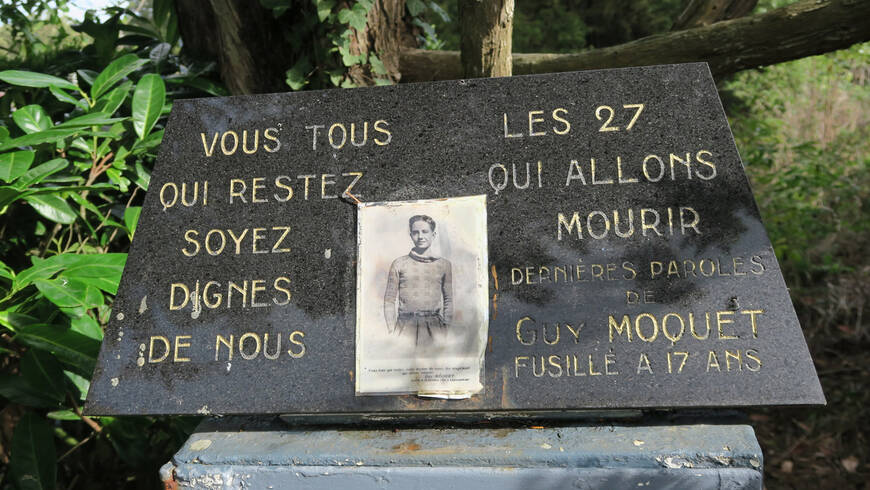 VOUS TOUS
QUI RESTEZ
SOYEZ
DIGNES
DE NOUS
LES 27
QUI ALLONS
MOURIR
DERNIÈRES PAROLES
DE
GUY MOQUET
FUSILLÉ A 17 ANS